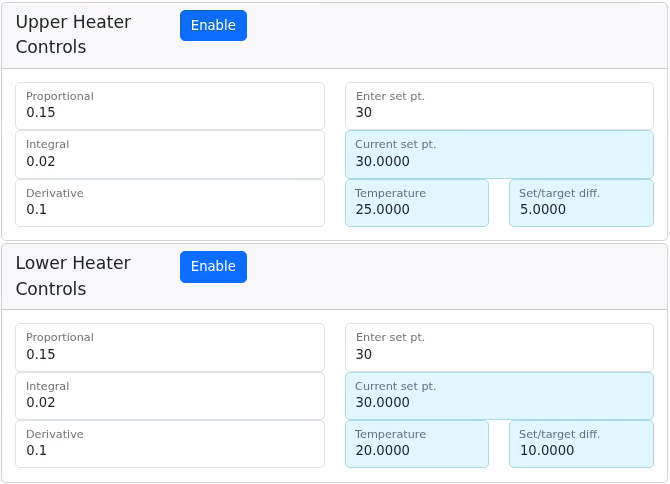 Upper Heater
Controls
Enable
Proportional
0.15
Integral
0.02
Derivative
0.1
Enter set pt.
30
Current set pt.
30.0000
Temperature
25.0000
Set/target diff.
5.0000
Lower Heater
Controls
Enable
Proportional
0.15
Integral
0.02
Derivative
0.1
Enter set pt.
30
Current set pt.
30.0000
Temperature
20.0000
Set/target diff.
10.0000